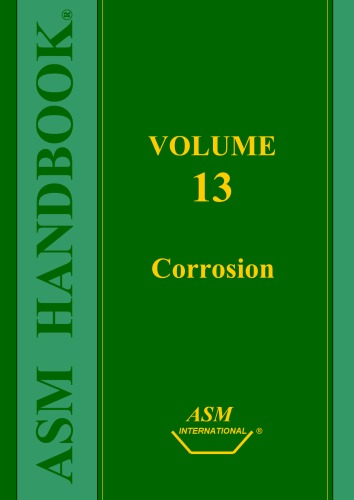 ASM HANDBOOK®
VOLUME
13
Corrosion
ASM
INTERNATIONAL ®